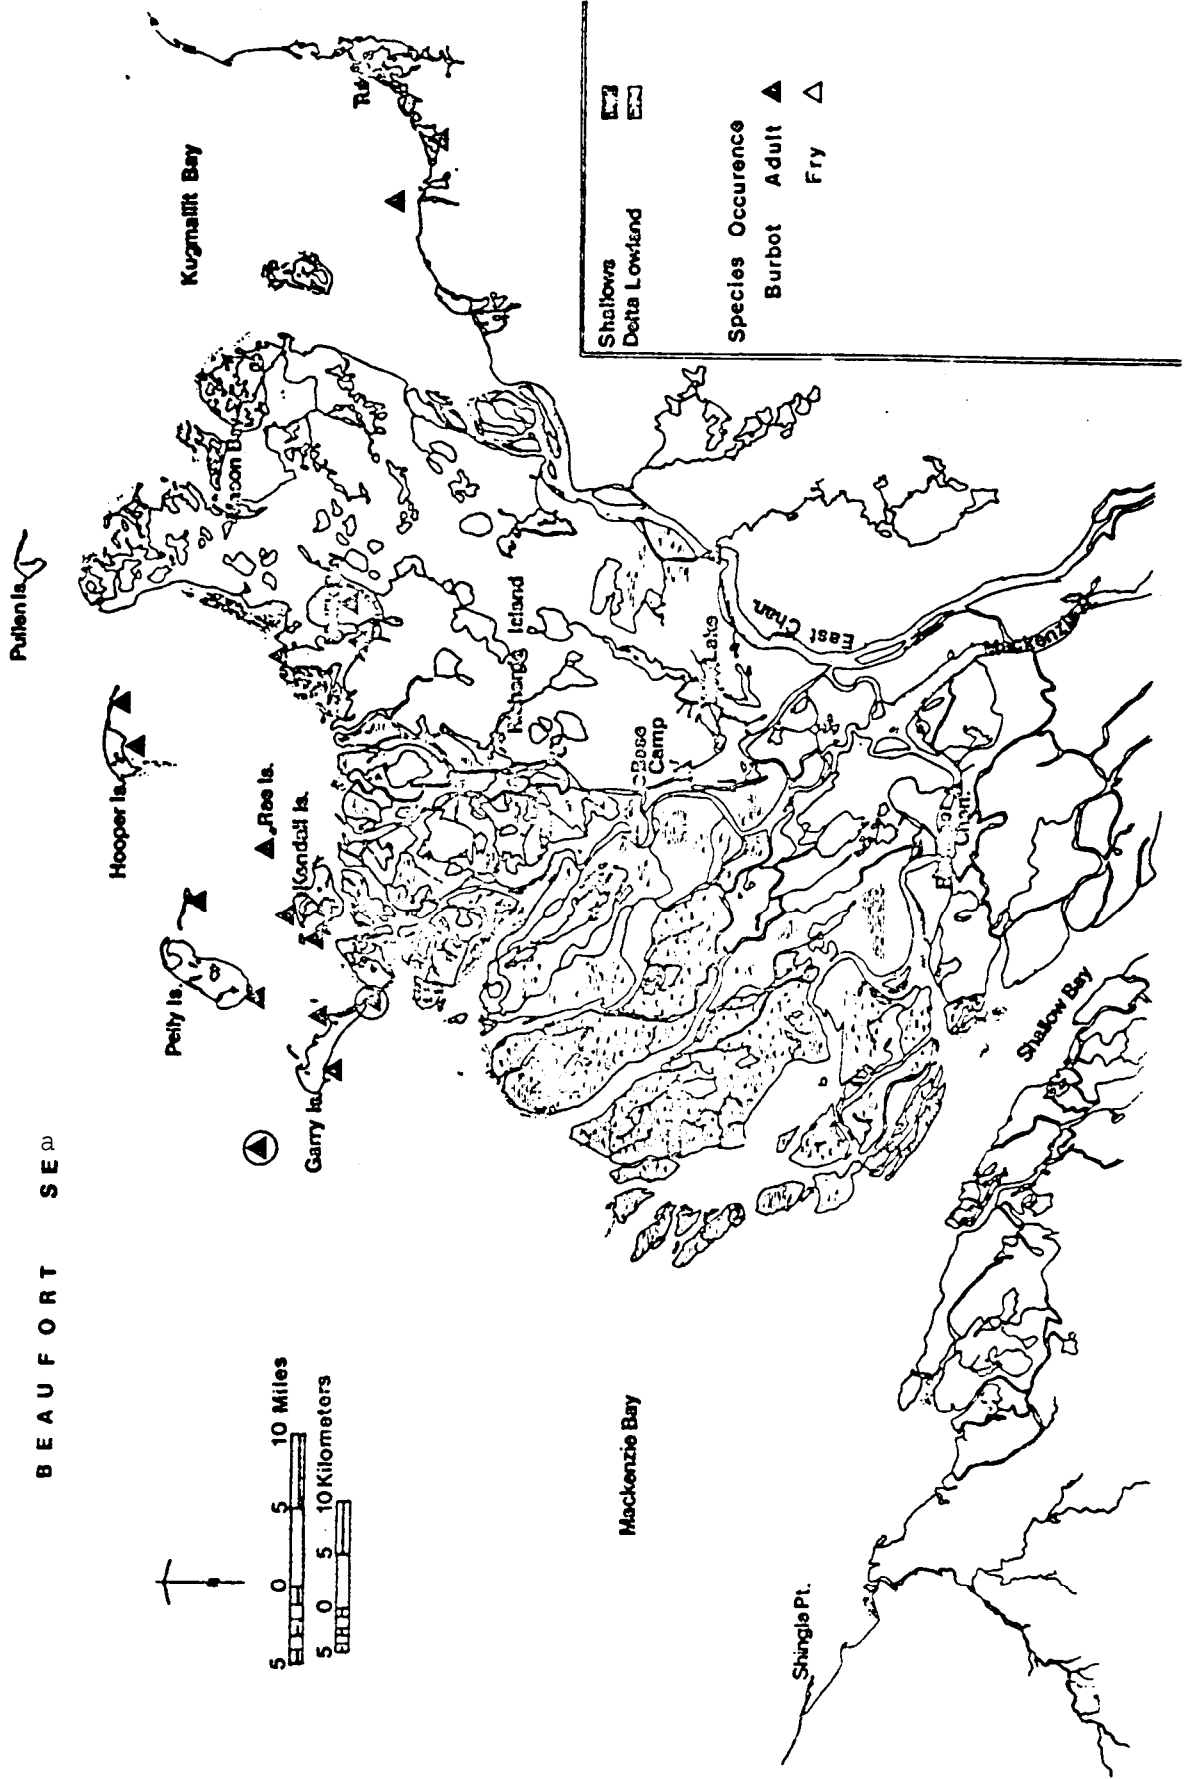 BEAUFORT SEa
Pullen Is.
Hooper Is.
Pelly Is.
Rae Is.
Kendall Is.
Garry Is.
Kugmallit Bay
Richards Island
Lake
Base
Camp
East Chan.
Mackenzie
Shallow Bay
Mackenzie Bay
Shingle Pt.
5 0 5 10 Miles
5 0 5 10 Kilometers
Shallows
Delta Lowland
Species Occurence
Burbot Adult
Fry